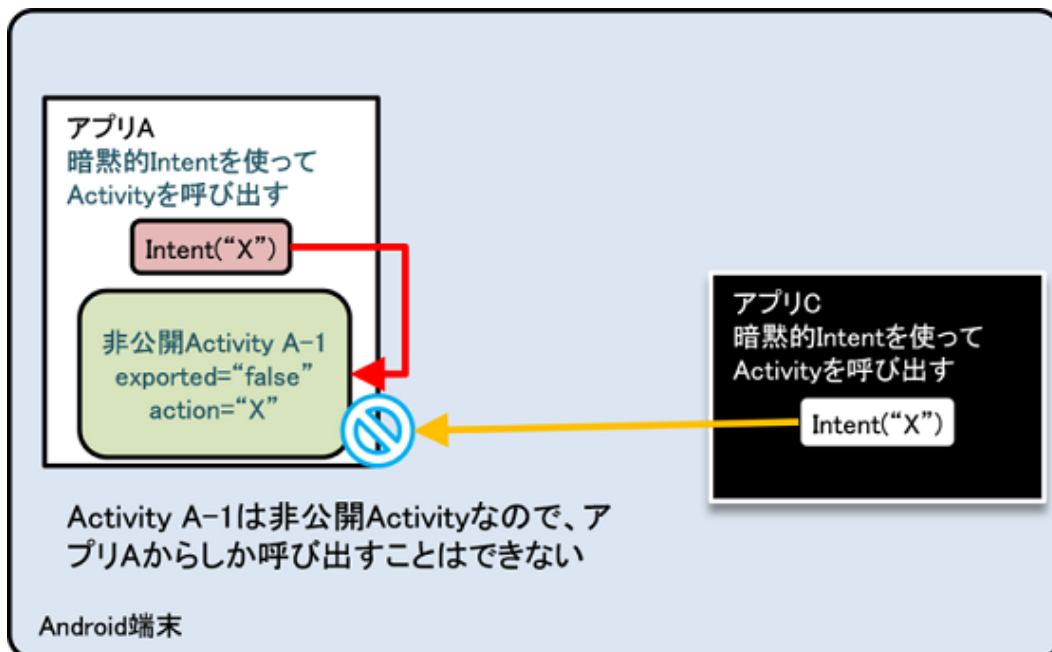 アプリA
暗黙的Intentを使って
Activityを呼び出す
Intent(“X”)
非公開Activity A-1
exported=“false”
action=“X”
アプリC
暗黙的Intentを使って
Activityを呼び出す
Intent(“X”)
Activity A-1は非公開Activityなので、ア
プリAからしか呼び出すことはできない
Android端末